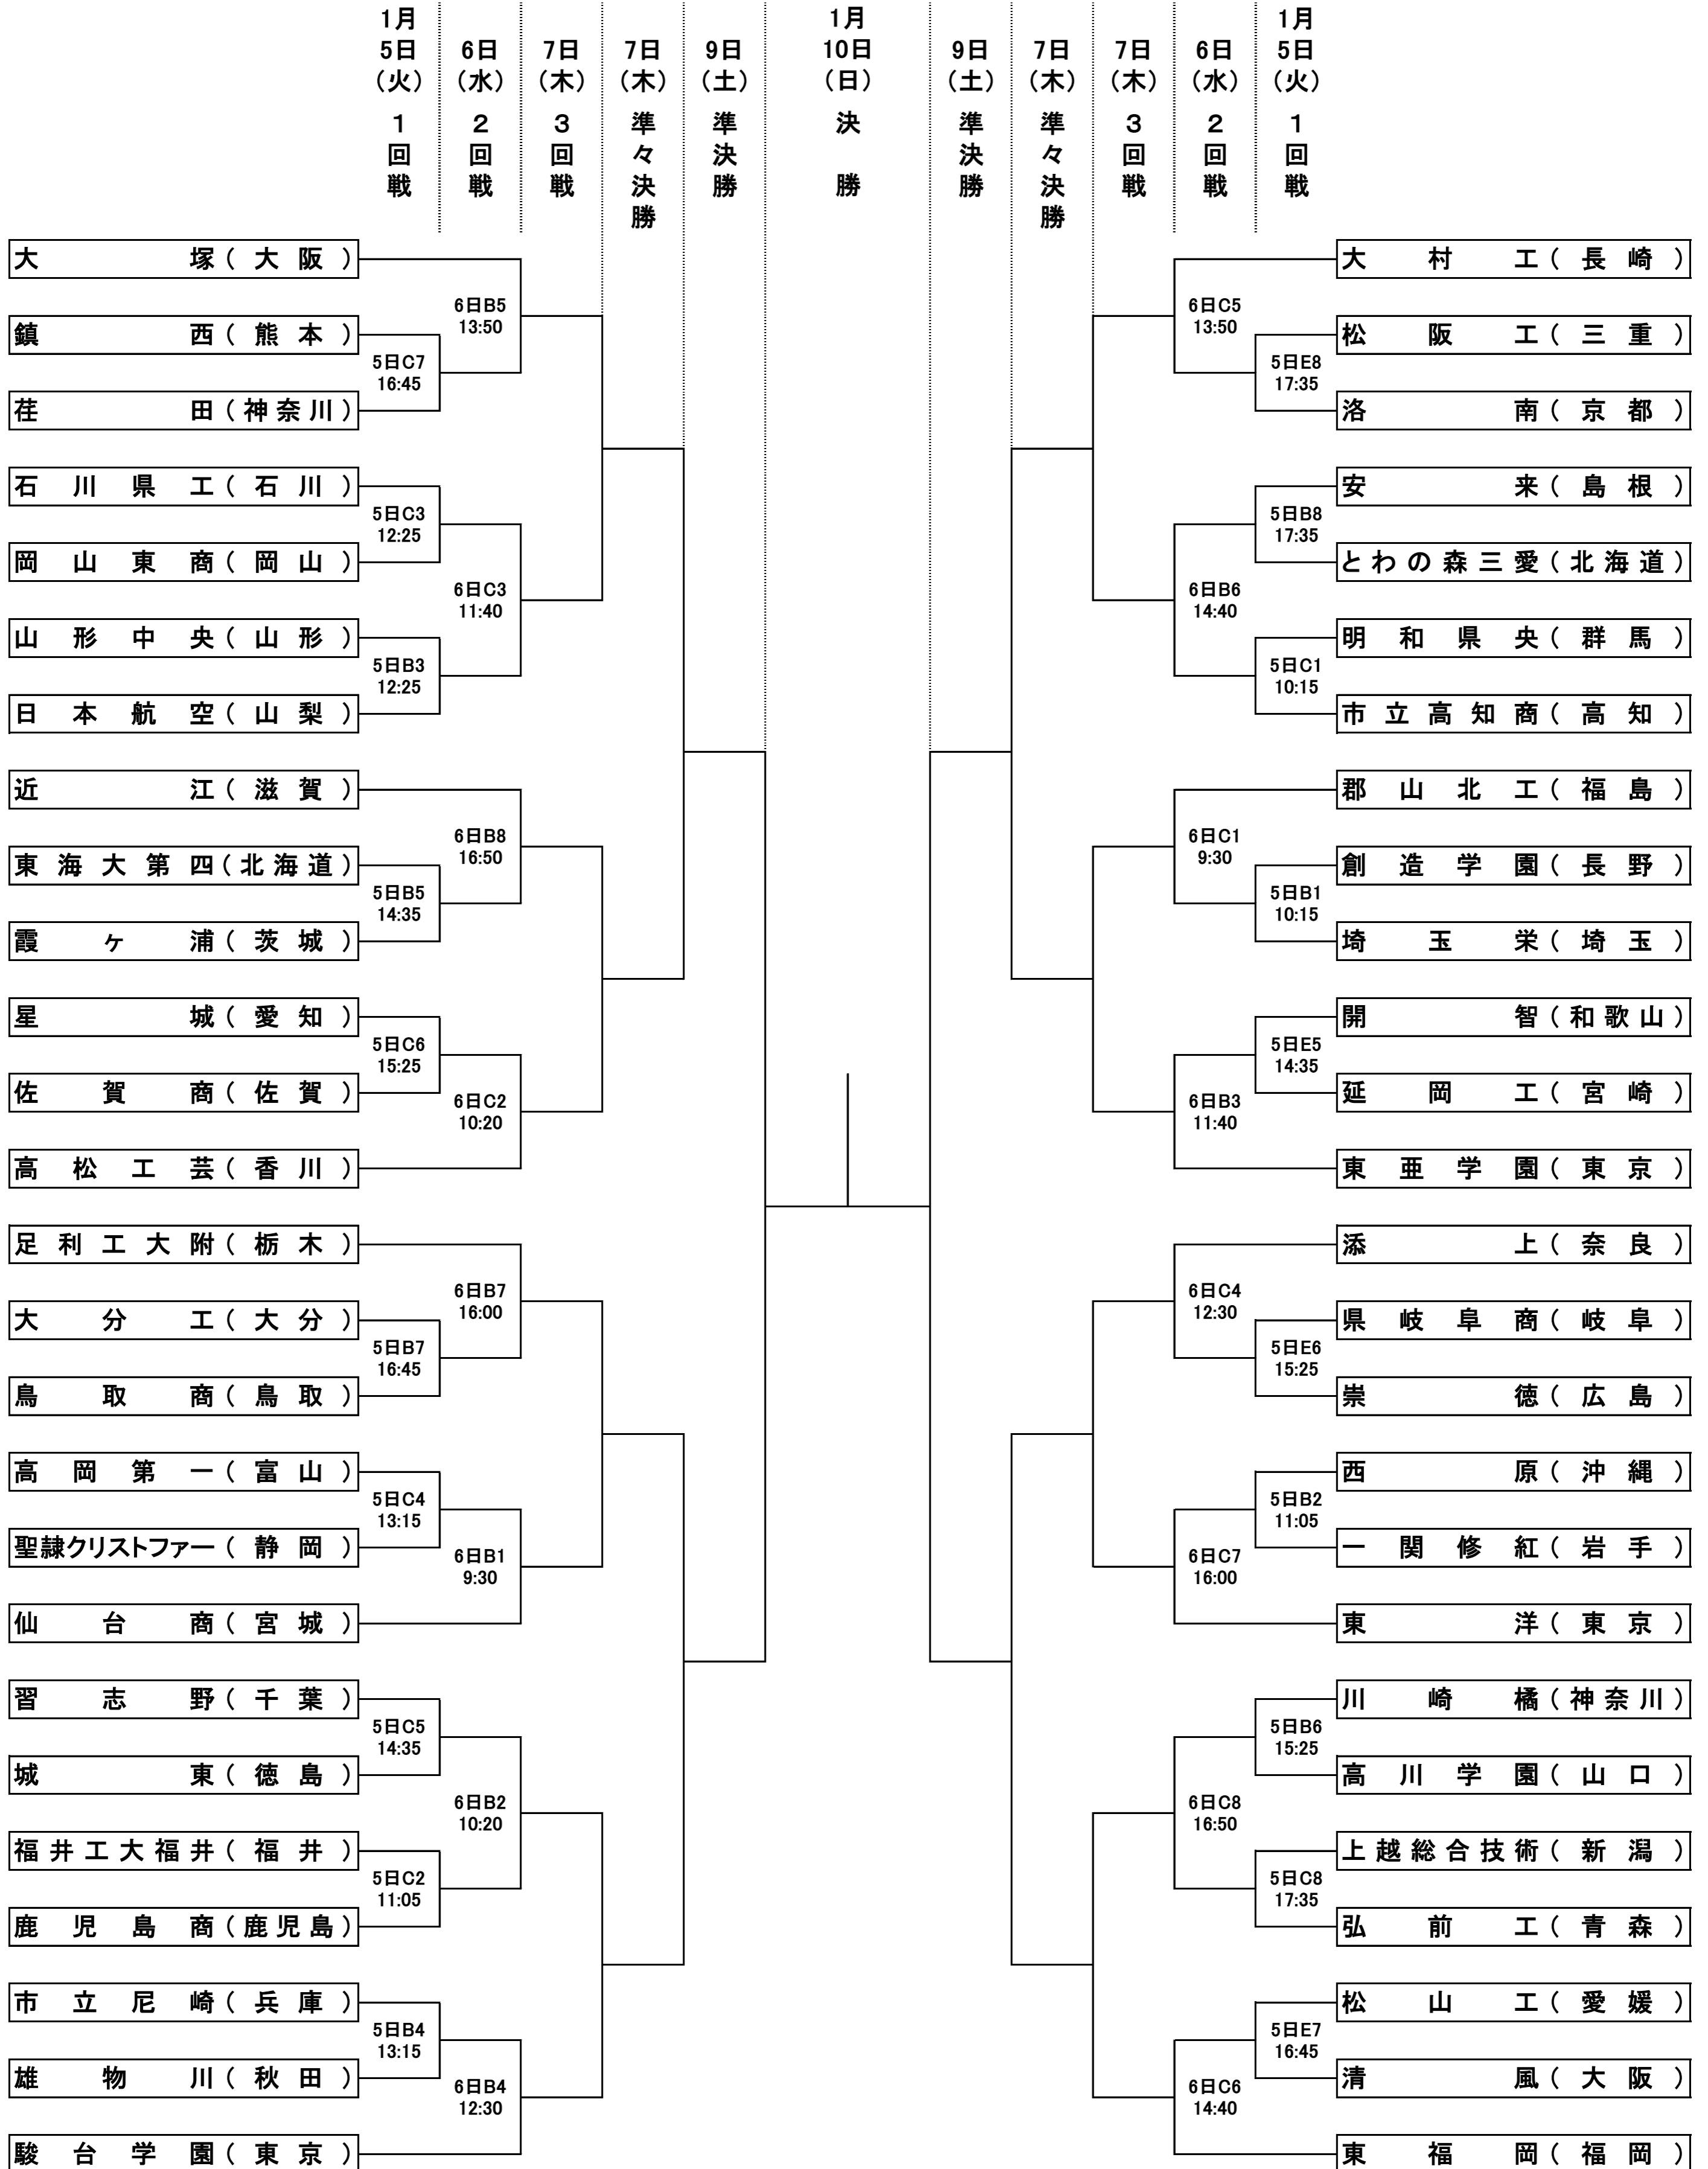 1月 1月 1月
5日 6日 7日 7日 9日 10日 9日 7日 7日 6日 5日
（火） （水） （木） （木） （土） （日） （土） （木） （木） （水） （火）
1回戦 2回戦 3回戦 準々決勝 準決勝 決勝 準決勝 準々決勝 3回戦 2回戦 1回戦
大塚（大阪）
6日B5
13:50
鎮西（熊本）
5日C7
16:45
荏田（神奈川）
石川県工（石川）
5日C3
12:25
岡山東商（岡山）
6日C3
11:40
山形中央（山形）
5日B3
12:25
日本航空（山梨）
近江（滋賀）
6日B8
16:50
東海大第四（北海道）
5日B5
14:35
霞ヶ浦（茨城）
星城（愛知）
5日C6
15:25
佐賀商（佐賀）
6日C2
10:20
高松工芸（香川）
足利工大附（栃木）
6日B7
16:00
大分工（大分）
5日B7
16:45
鳥取商（鳥取）
高岡第一（富山）
5日C4
13:15
聖隷クリストファー（静岡）
6日B1
9:30
仙台商（宮城）
習志野（千葉）
5日C5
14:35
城東（徳島）
6日B2
10:20
福井工大福井（福井）
5日C2
11:05
鹿児島商（鹿児島）
市立尼崎（兵庫）
5日B4
13:15
雄物川（秋田）
6日B4
12:30
駿台学園（東京）
大村工（長崎）
6日C5
13:50
松阪工（三重）
5日E8
17:35
洛南（京都）
安来（島根）
5日B8
17:35
とわの森三愛（北海道）
6日B6
14:40
明和県央（群馬）
5日C1
10:15
市立高知商（高知）
郡山北工（福島）
6日C1
9:30
創造学園（長野）
5日B1
10:15
埼玉栄（埼玉）
開智（和歌山）
5日E5
14:35
延岡工（宮崎）
6日B3
11:40
東亜学園（東京）
添上（奈良）
6日C4
12:30
県岐阜商（岐阜）
5日E6
15:25
崇徳（広島）
西原（沖縄）
5日B2
11:05
一関修紅（岩手）
6日C7
16:00
東洋（東京）
川崎橘（神奈川）
5日B6
15:25
高川学園（山口）
6日C8
16:50
上越総合技術（新潟）
5日C8
17:35
弘前工（青森）
松山工（愛媛）
5日E7
16:45
清風（大阪）
6日C6
14:40
東福岡（福岡）